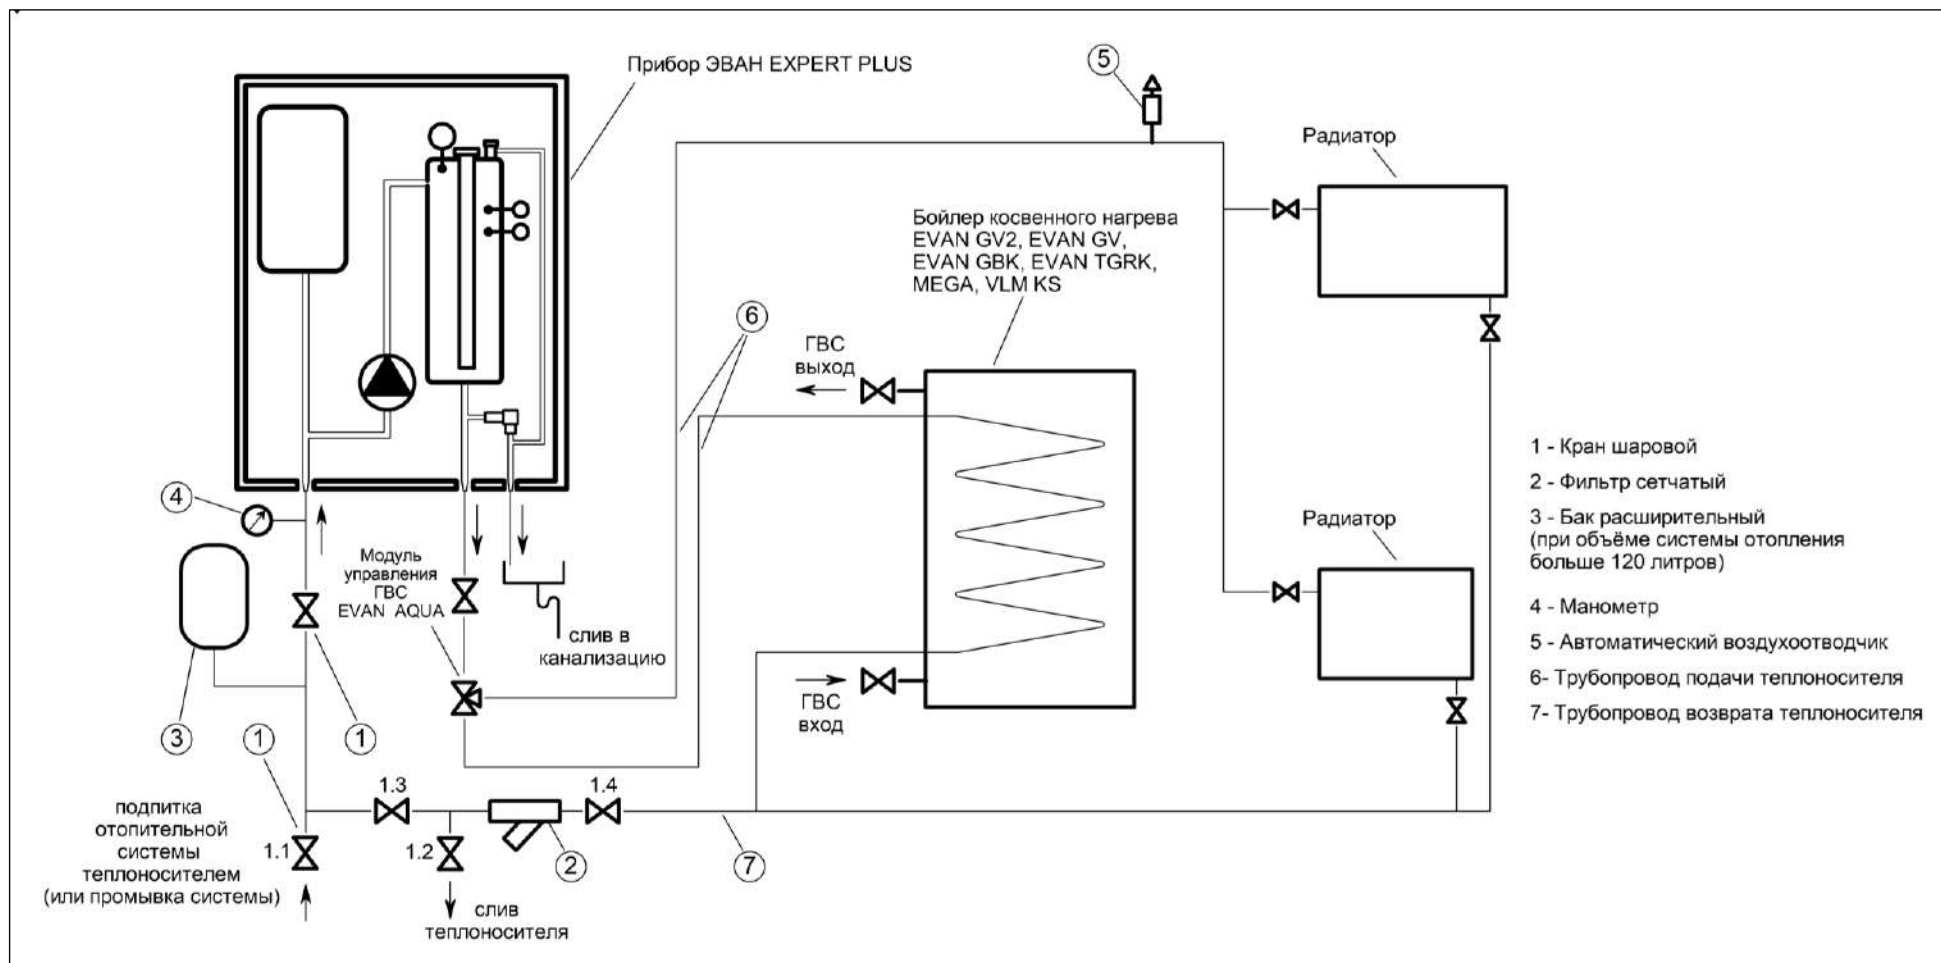 Прибор ЭВАН EXPERT PLUS
5
Радиатор
Бойлер косвенного нагрева
EVAN GV2, EVAN GV,
EVAN GBK, EVAN TGRK,
MEGA, VLM KS
6
ГВС
выход
4
Модуль
управления
ГВС
EVAN AQUA
слив в
канализацию
ГВС
вход
Радиатор
1 - Кран шаровой
2 - Фильтр сетчатый
3 - Бак расширительный
(при объёме системы отопления
больше 120 литров)
4 - Манометр
5 - Автоматический воздухоотводчик
6- Трубопровод подачи теплоносителя
7- Трубопровод возврата теплоносителя
3
1
1
1.3
1.4
подпитка
отопительной
системы
теплоносителем
(или промывка системы)
1.1
1.2
2
7
слив
теплоносителя